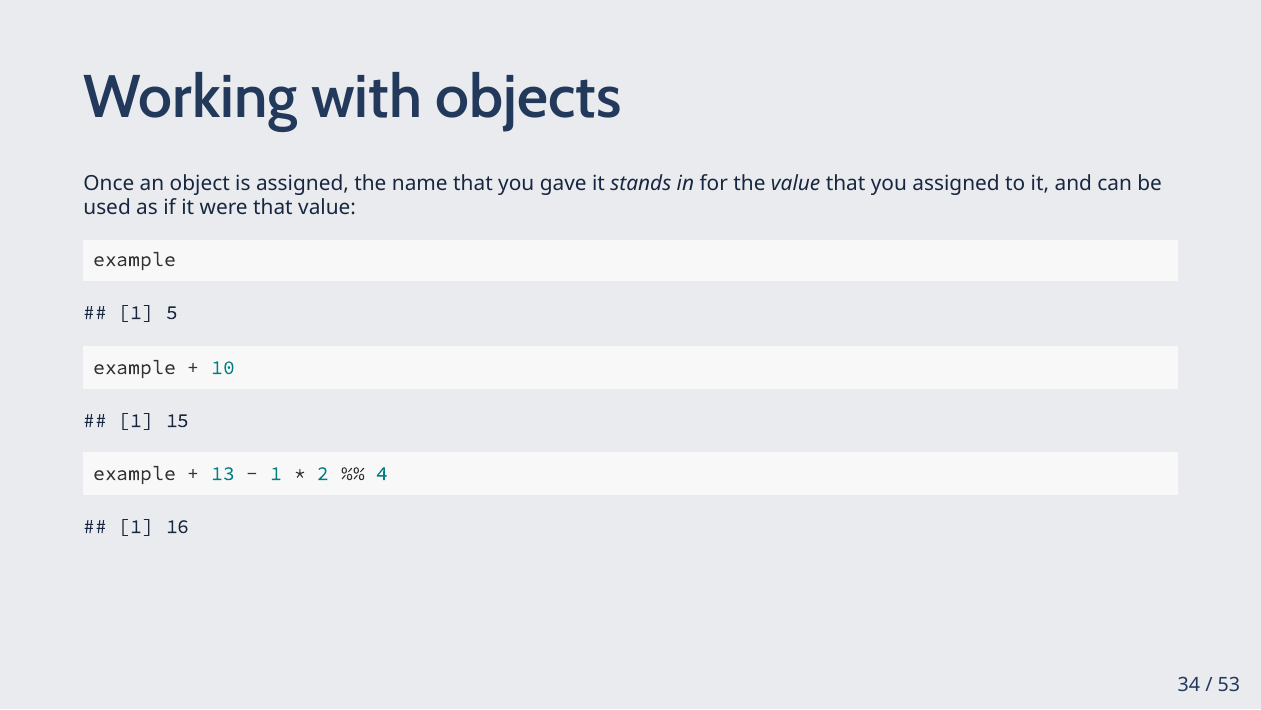 Working with objects
Once an object is assigned, the name that you gave it stands in for the value that you assigned to it, and can be
used as if it were that value:
example
## [1] 5
example + 10
## [1] 15
example + 13 - 1 * 2 %% 4
## [1] 16
34 / 53